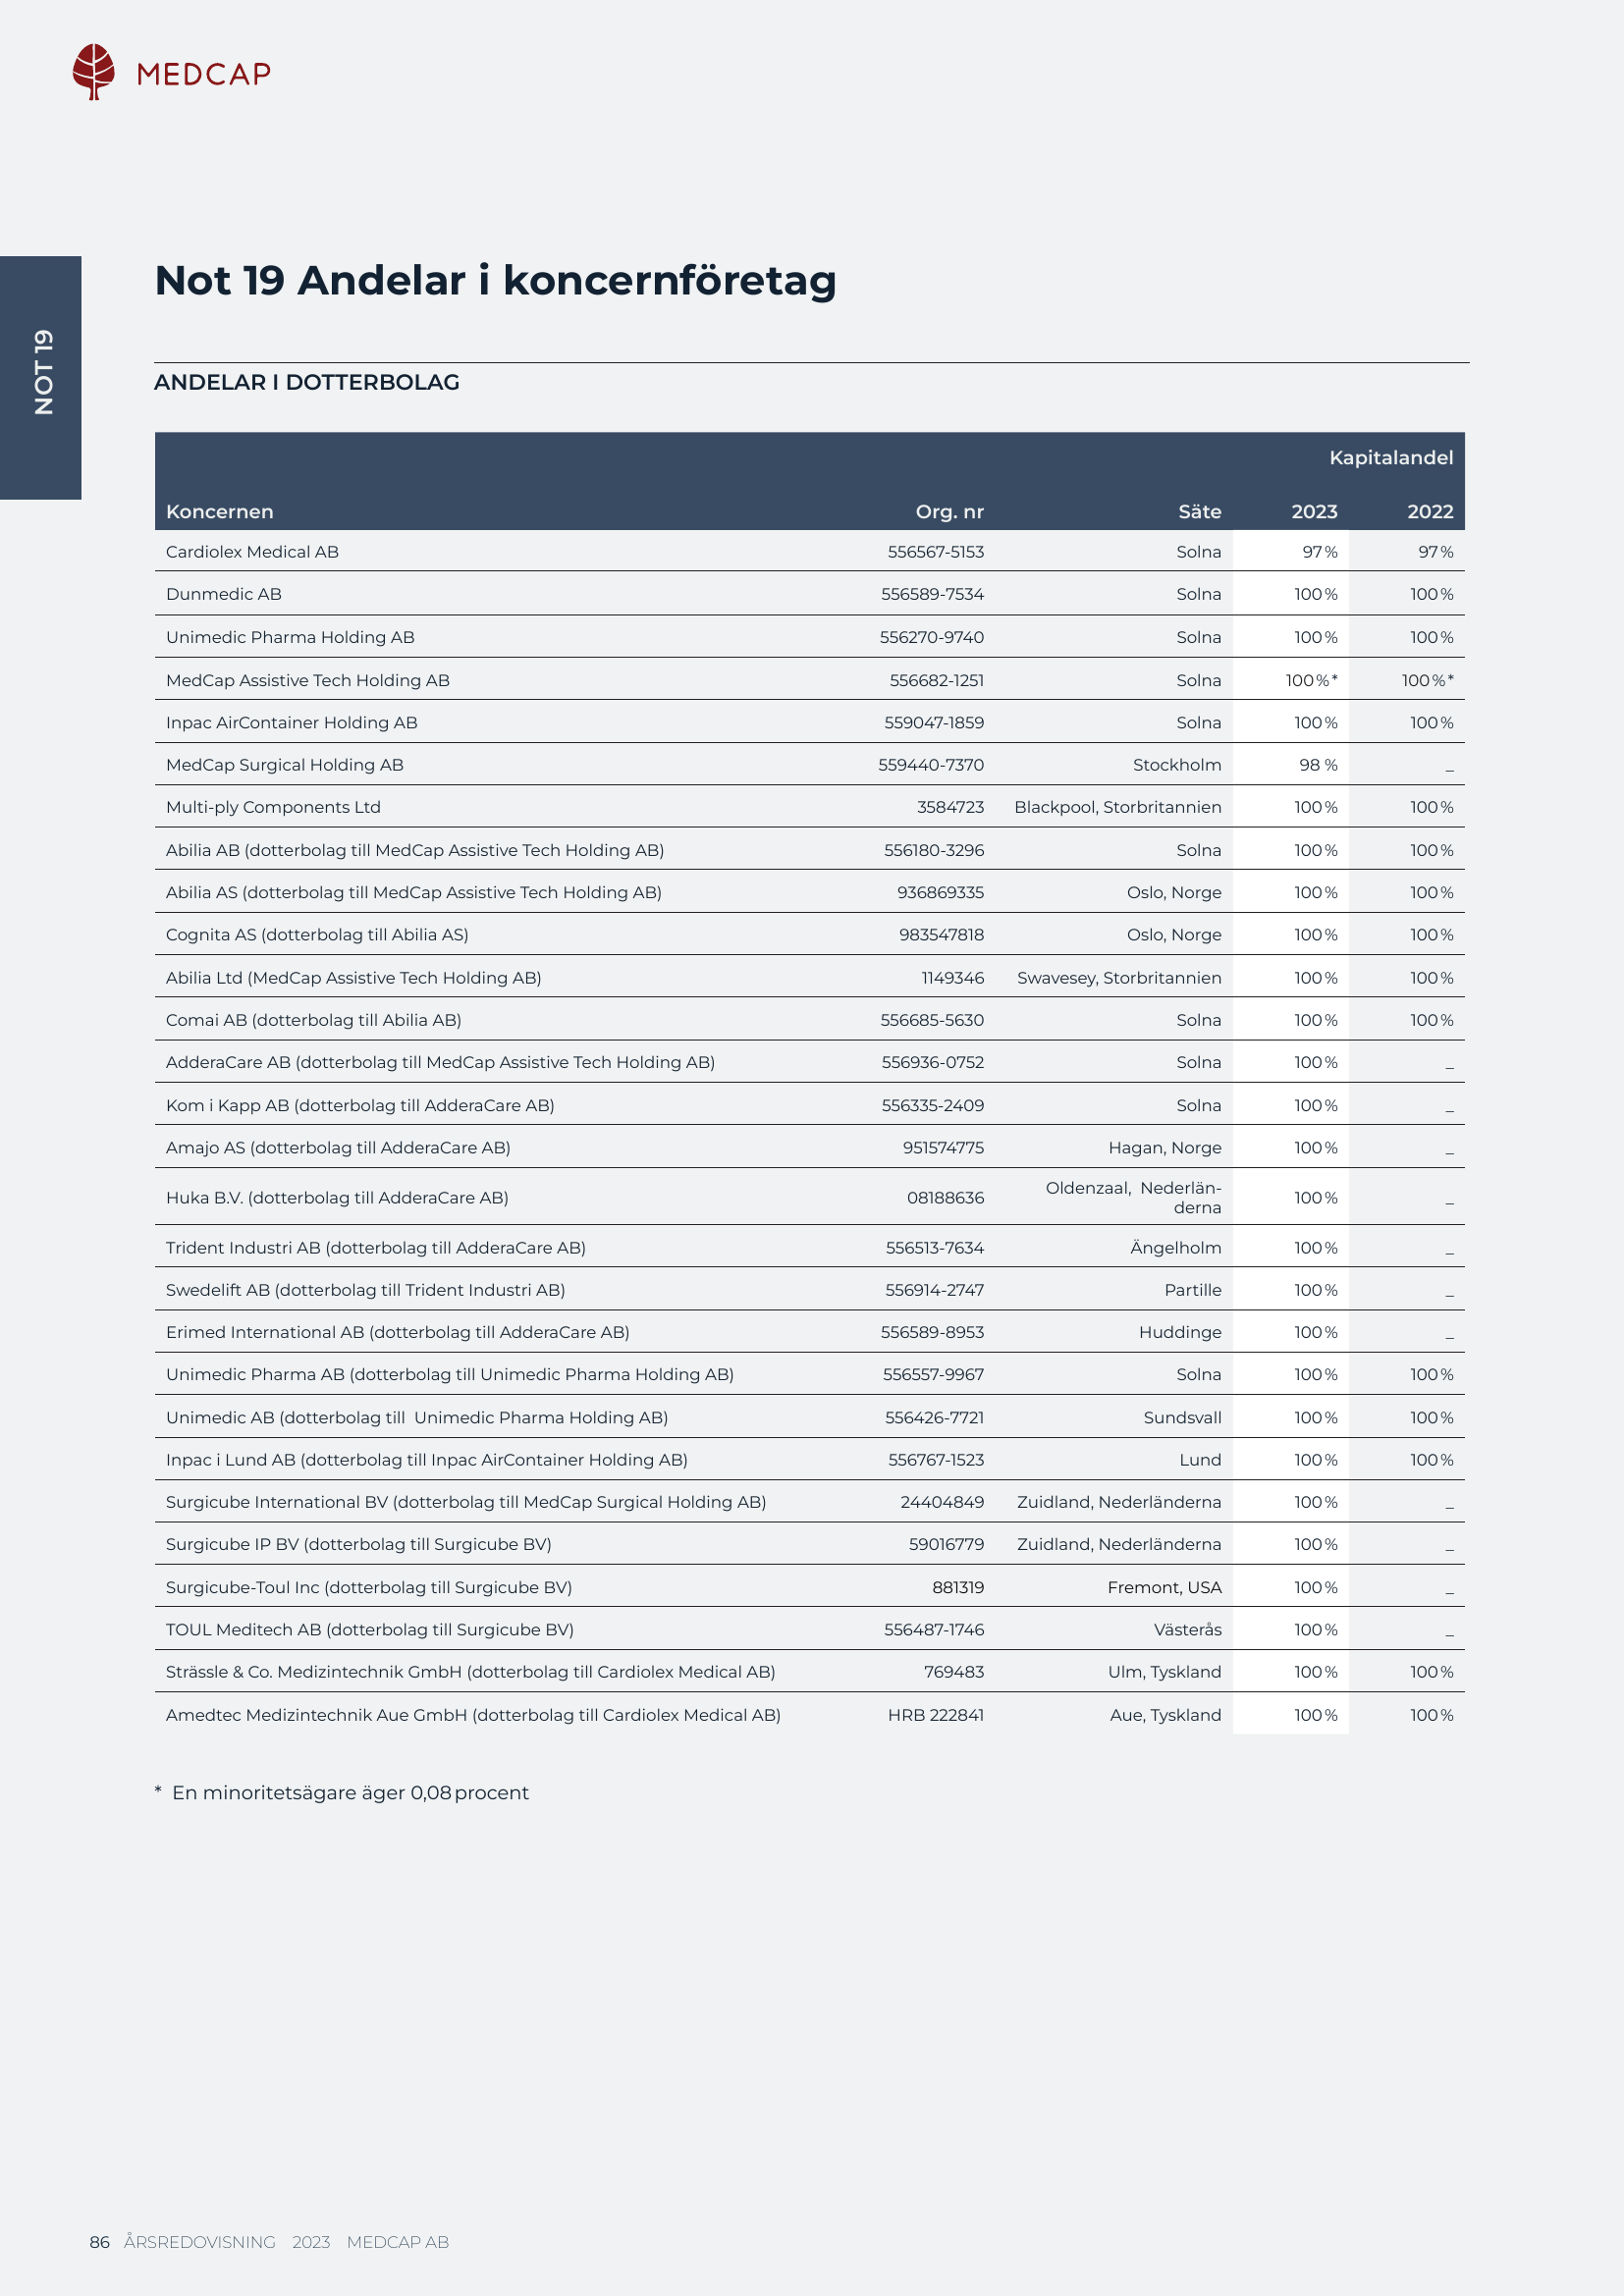 MEDCAP
NOT 19
Not 19 Andelar i koncernföretag
ANDELAR I DOTTERBOLAG
Kapitalandel
Koncernen Org. nr Säte 2023 2022
Cardiolex Medical AB 556567-5153 Solna 97 % 97 %
Dunmedic AB 556589-7534 Solna 100 % 100 %
Unimedic Pharma Holding AB 556270-9740 Solna 100 % 100 %
MedCap Assistive Tech Holding AB 556682-1251 Solna 100 % * 100 % *
Inpac AirContainer Holding AB 559047-1859 Solna 100 % 100 %
MedCap Surgical Holding AB 559440-7370 Stockholm 98 % _
Multi-ply Components Ltd 3584723 Blackpool, Storbritannien 100 % 100 %
Abilia AB (dotterbolag till MedCap Assistive Tech Holding AB) 556180-3296 Solna 100 % 100 %
Abilia AS (dotterbolag till MedCap Assistive Tech Holding AB) 936869335 Oslo, Norge 100 % 100 %
Cognita AS (dotterbolag till Abilia AS) 983547818 Oslo, Norge 100 % 100 %
Abilia Ltd (MedCap Assistive Tech Holding AB) 1149346 Swavesey, Storbritannien 100 % 100 %
Comai AB (dotterbolag till Abilia AB) 556685-5630 Solna 100 % 100 %
AdderaCare AB (dotterbolag till MedCap Assistive Tech Holding AB) 556936-0752 Solna 100 % _
Kom i Kapp AB (dotterbolag till AdderaCare AB) 556335-2409 Solna 100 % _
Amajo AS (dotterbolag till AdderaCare AB) 951574775 Hagan, Norge 100 % _
Huka B.V. (dotterbolag till AdderaCare AB) 08188636 Oldenzaal, Nederlän-
derna 100 % _
Trident Industri AB (dotterbolag till AdderaCare AB) 556513-7634 Ängelholm 100 % _
Swedelift AB (dotterbolag till Trident Industri AB) 556914-2747 Partille 100 % _
Erimed International AB (dotterbolag till AdderaCare AB) 556589-8953 Huddinge 100 % _
Unimedic Pharma AB (dotterbolag till Unimedic Pharma Holding AB) 556557-9967 Solna 100 % 100 %
Unimedic AB (dotterbolag till Unimedic Pharma Holding AB) 556426-7721 Sundsvall 100 % 100 %
Inpac i Lund AB (dotterbolag till Inpac AirContainer Holding AB) 556767-1523 Lund 100 % 100 %
Surgicube International BV (dotterbolag till MedCap Surgical Holding AB) 24404849 Zuidland, Nederländerna 100 % _
Surgicube IP BV (dotterbolag till Surgicube BV) 59016779 Zuidland, Nederländerna 100 % _
Surgicube-Toul Inc (dotterbolag till Surgicube BV) 881319 Fremont, USA 100 % _
TOUL Meditech AB (dotterbolag till Surgicube BV) 556487-1746 Västerås 100 % _
Strässle & Co. Medizintechnik GmbH (dotterbolag till Cardiolex Medical AB) 769483 Ulm, Tyskland 100 % 100 %
Amedtec Medizintechnik Aue GmbH (dotterbolag till Cardiolex Medical AB) HRB 222841 Aue, Tyskland 100 % 100 %
* En minoritetsägare äger 0,08 procent
86 ÅRSREDOVISNING 2023 MEDCAP AB